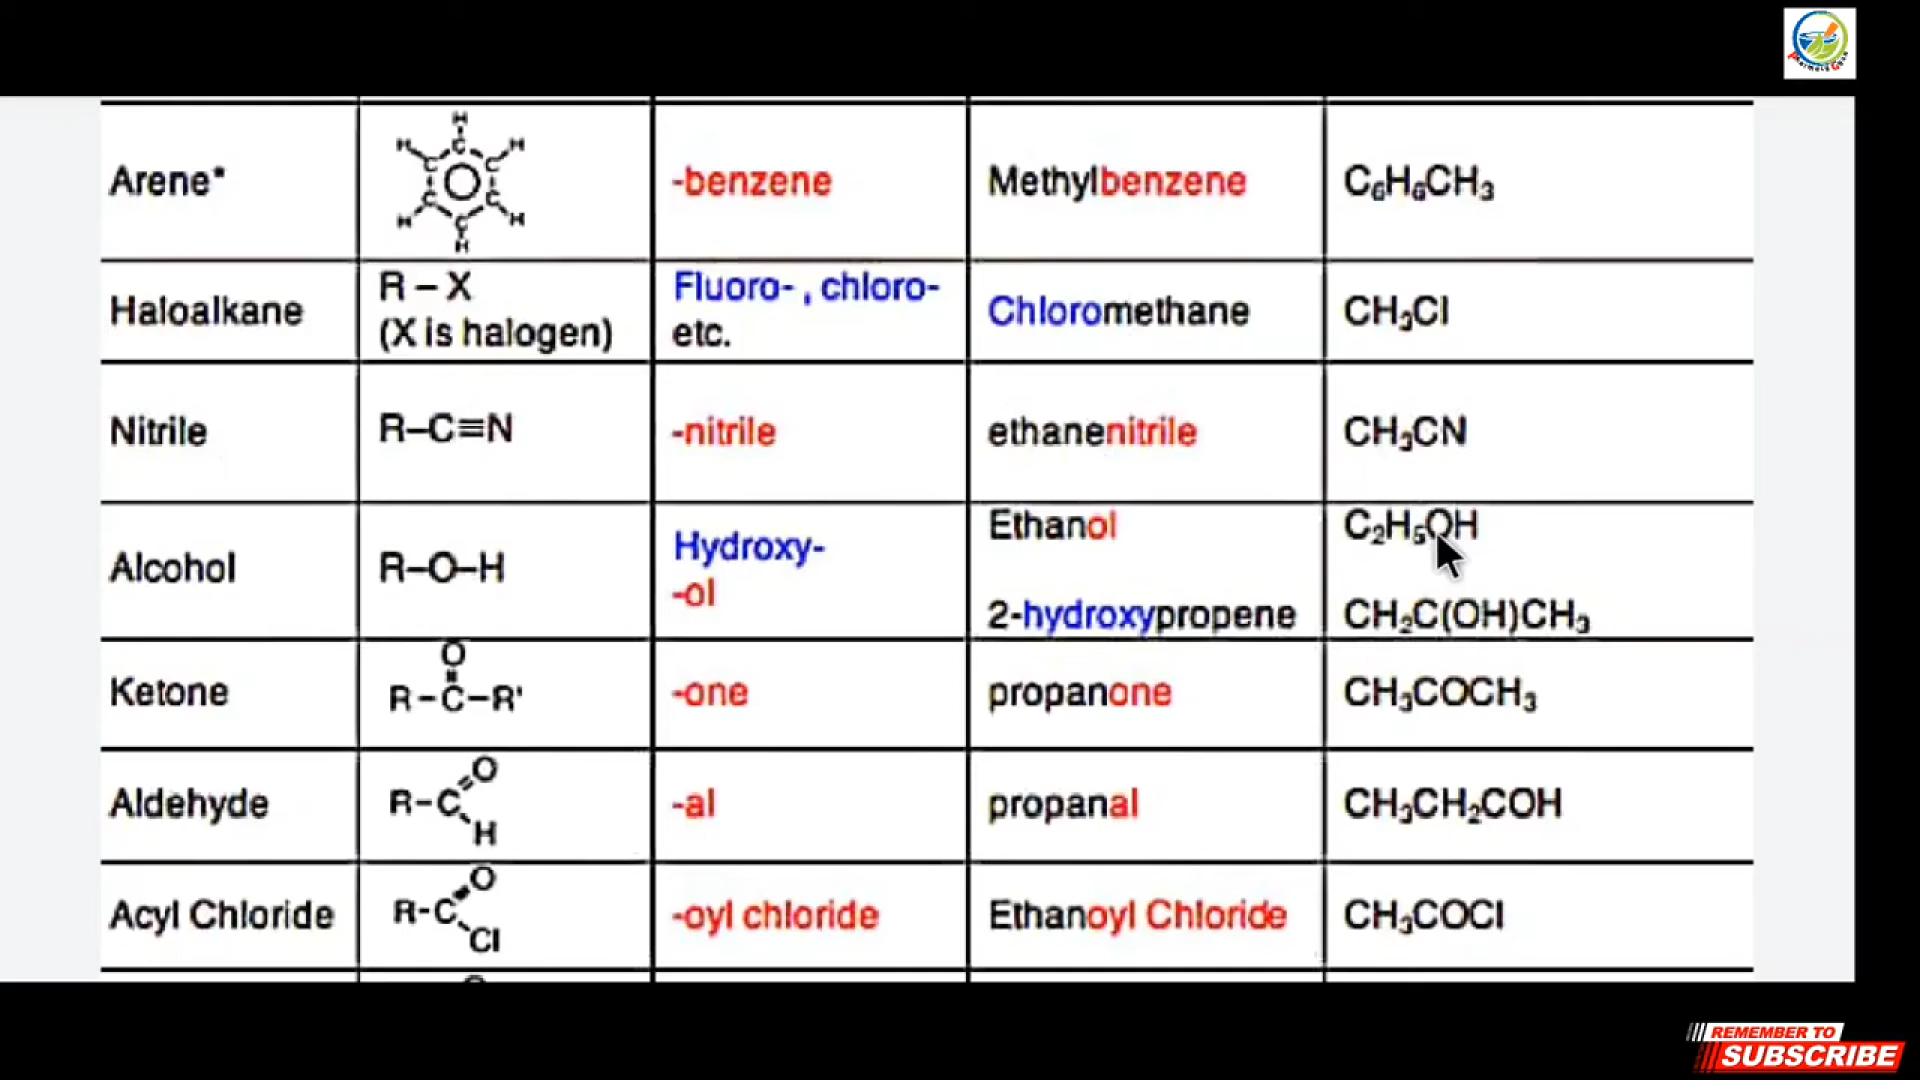 Arene*
H
H C H
C C
C C
H C H
H
-benzene
Methylbenzene
C₆H₆CH₃
Haloalkane
R – X
(X is halogen)
Fluoro- , chloro-
etc.
Chloromethane
CH₃Cl
Nitrile
R–C≡N
-nitrile
ethanenitrile
CH₃CN
Alcohol
R–O–H
Hydroxy-
-ol
Ethanol
2-hydroxypropene
C₂H₅OH
CH₂C(OH)CH₃
Ketone
O
R–C–R'
-one
propanone
CH₃COCH₃
Aldehyde
O
R–C
H
-al
propanal
CH₃CH₂COH
Acyl Chloride
O
R-C
Cl
-oyl chloride
Ethanoyl Chloride
CH₃COCl
REMEMBER TO
SUBSCRIBE